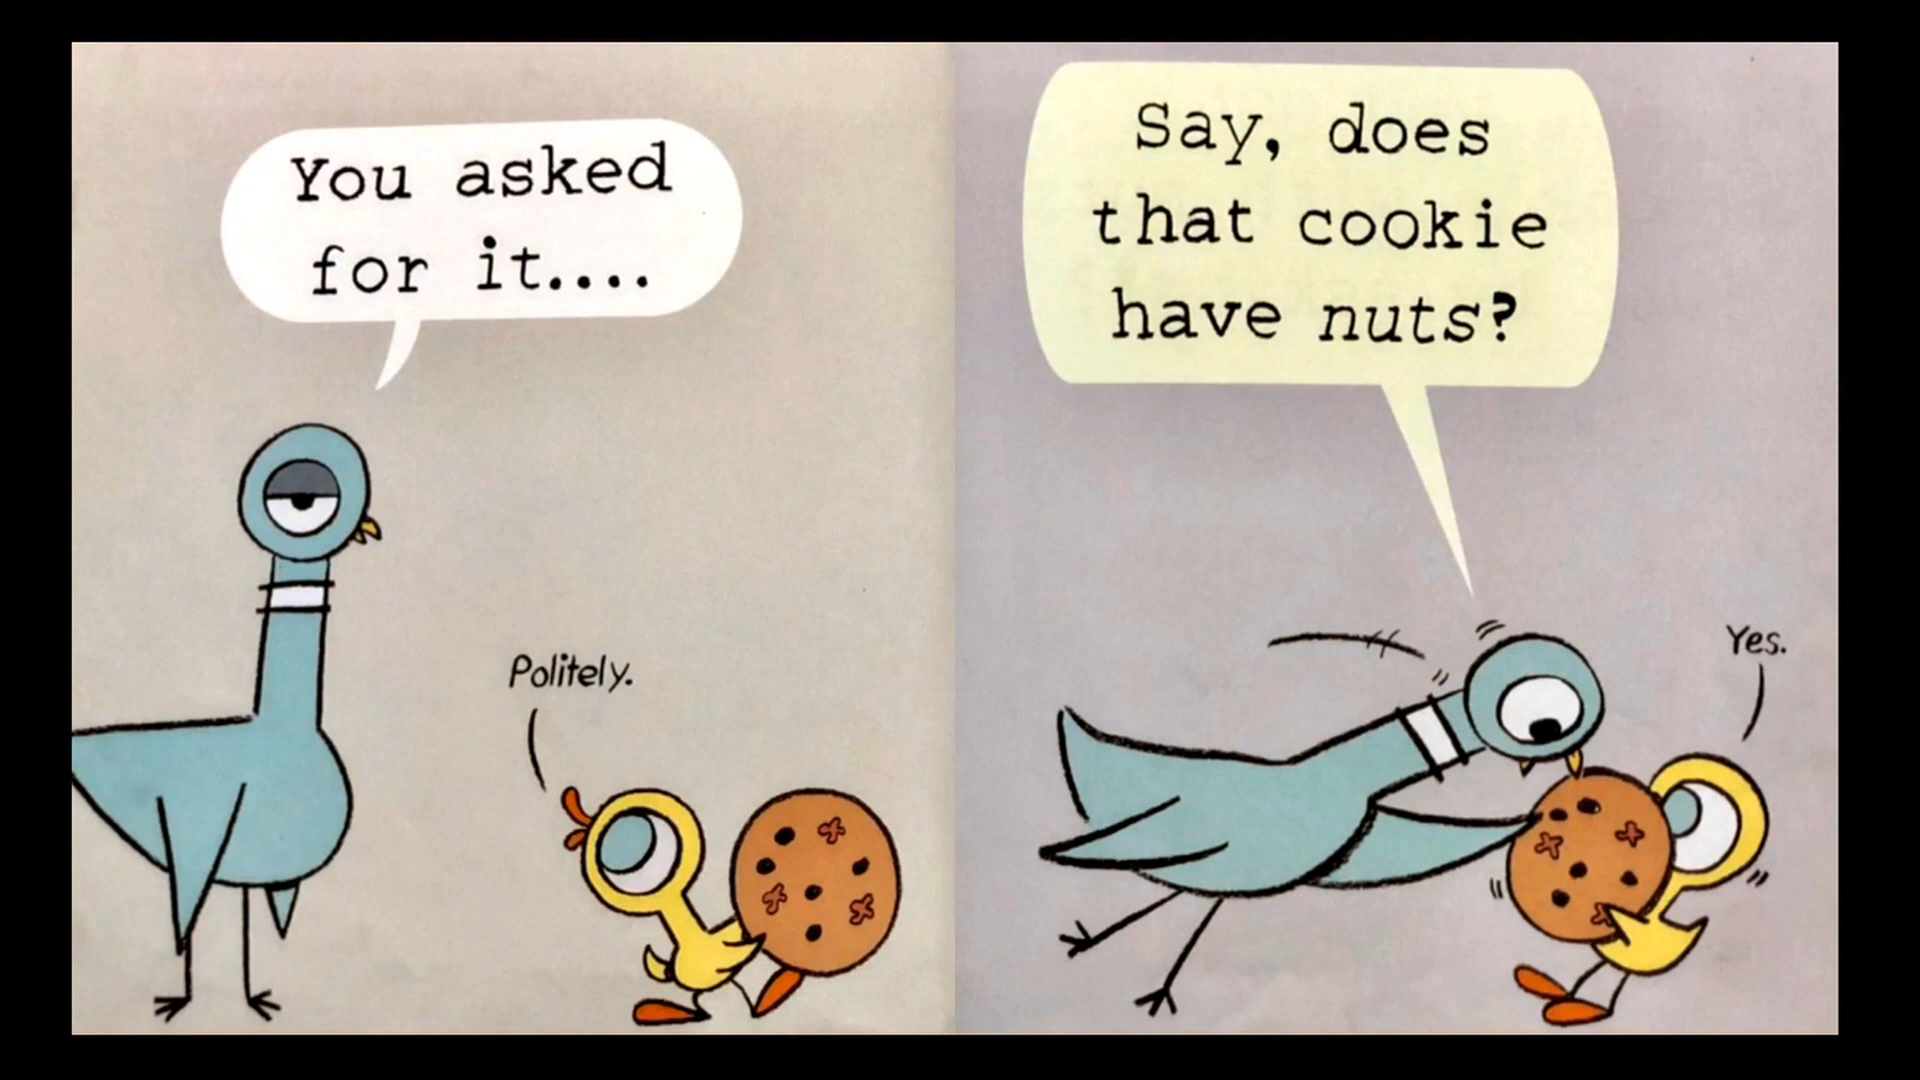 You asked
for it....
Politely.
Say, does
that cookie
have nuts?
Yes.